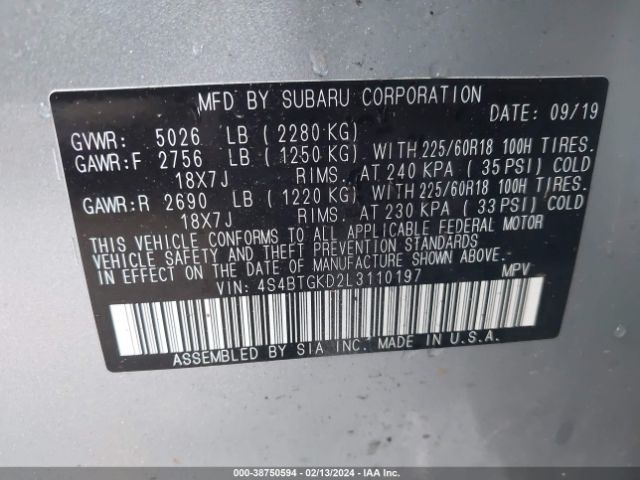 MFD BY SUBARU CORPORATION DATE: 09/19
GVWR: 5026 LB (2280 KG)
GAWR:F 2756 LB (1250 KG) WITH 225/60R18 100H TIRES.
18X7J RIMS. AT 240 KPA (35 PSI) COLD
GAWR:R 2690 LB (1220 KG) WITH 225/60R18 100H TIRES.
18X7J RIMS. AT 230 KPA (33 PSI) COLD
THIS VEHICLE CONFORMS TO ALL APPLICABLE FEDERAL MOTOR
VEHICLE SAFETY AND THEFT PREVENTION STANDARDS
IN EFFECT ON THE DATE OF MANUFACTURE SHOWN ABOVE.
VIN: 4S4BTGKD2L3110197 MPV
ASSEMBLED BY SIA INC. MADE IN U.S.A.
000-38750594 - 02/13/2024 - IAA Inc.